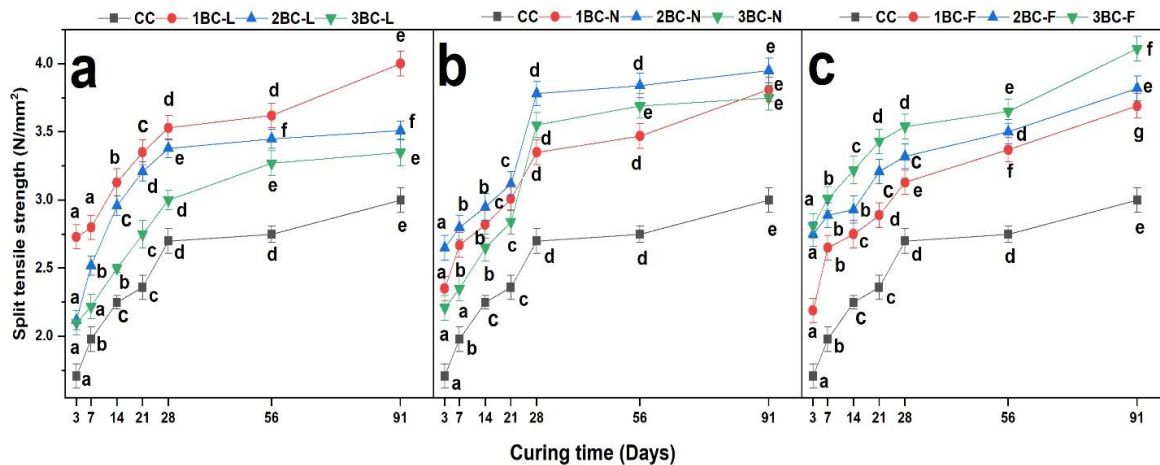 CC 1BC-L 2BC-L 3BC-L
CC 1BC-N 2BC-N 3BC-N
CC 1BC-F 2BC-F 3BC-F
Split tensile strength (N/mm²)
4.0
3.5
3.0
2.5
2.0
a
a
a
b
c
d
d
e
a
b
c
d
e
f
f
a
a
b
c
d
e
e
a
b
c
c
d
d
e
3 7 14 21 28 56 91
b
a
b
b
c
d
d
e
a
b
b
c
d
d
e
a
a
b
c
d
e
e
a
b
c
c
d
d
e
3 7 14 21 28 56 91
c
a
b
c
d
d
e
f
a
b
b
c
c
d
e
a
b
c
d
e
f
g
a
b
c
c
d
d
e
3 7 14 21 28 56 91
Curing time (Days)